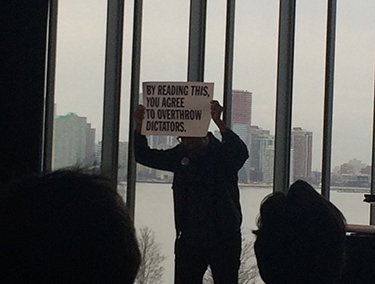 BY READING THIS,
YOU AGREE
TO OVERTHROW
DICTATORS.